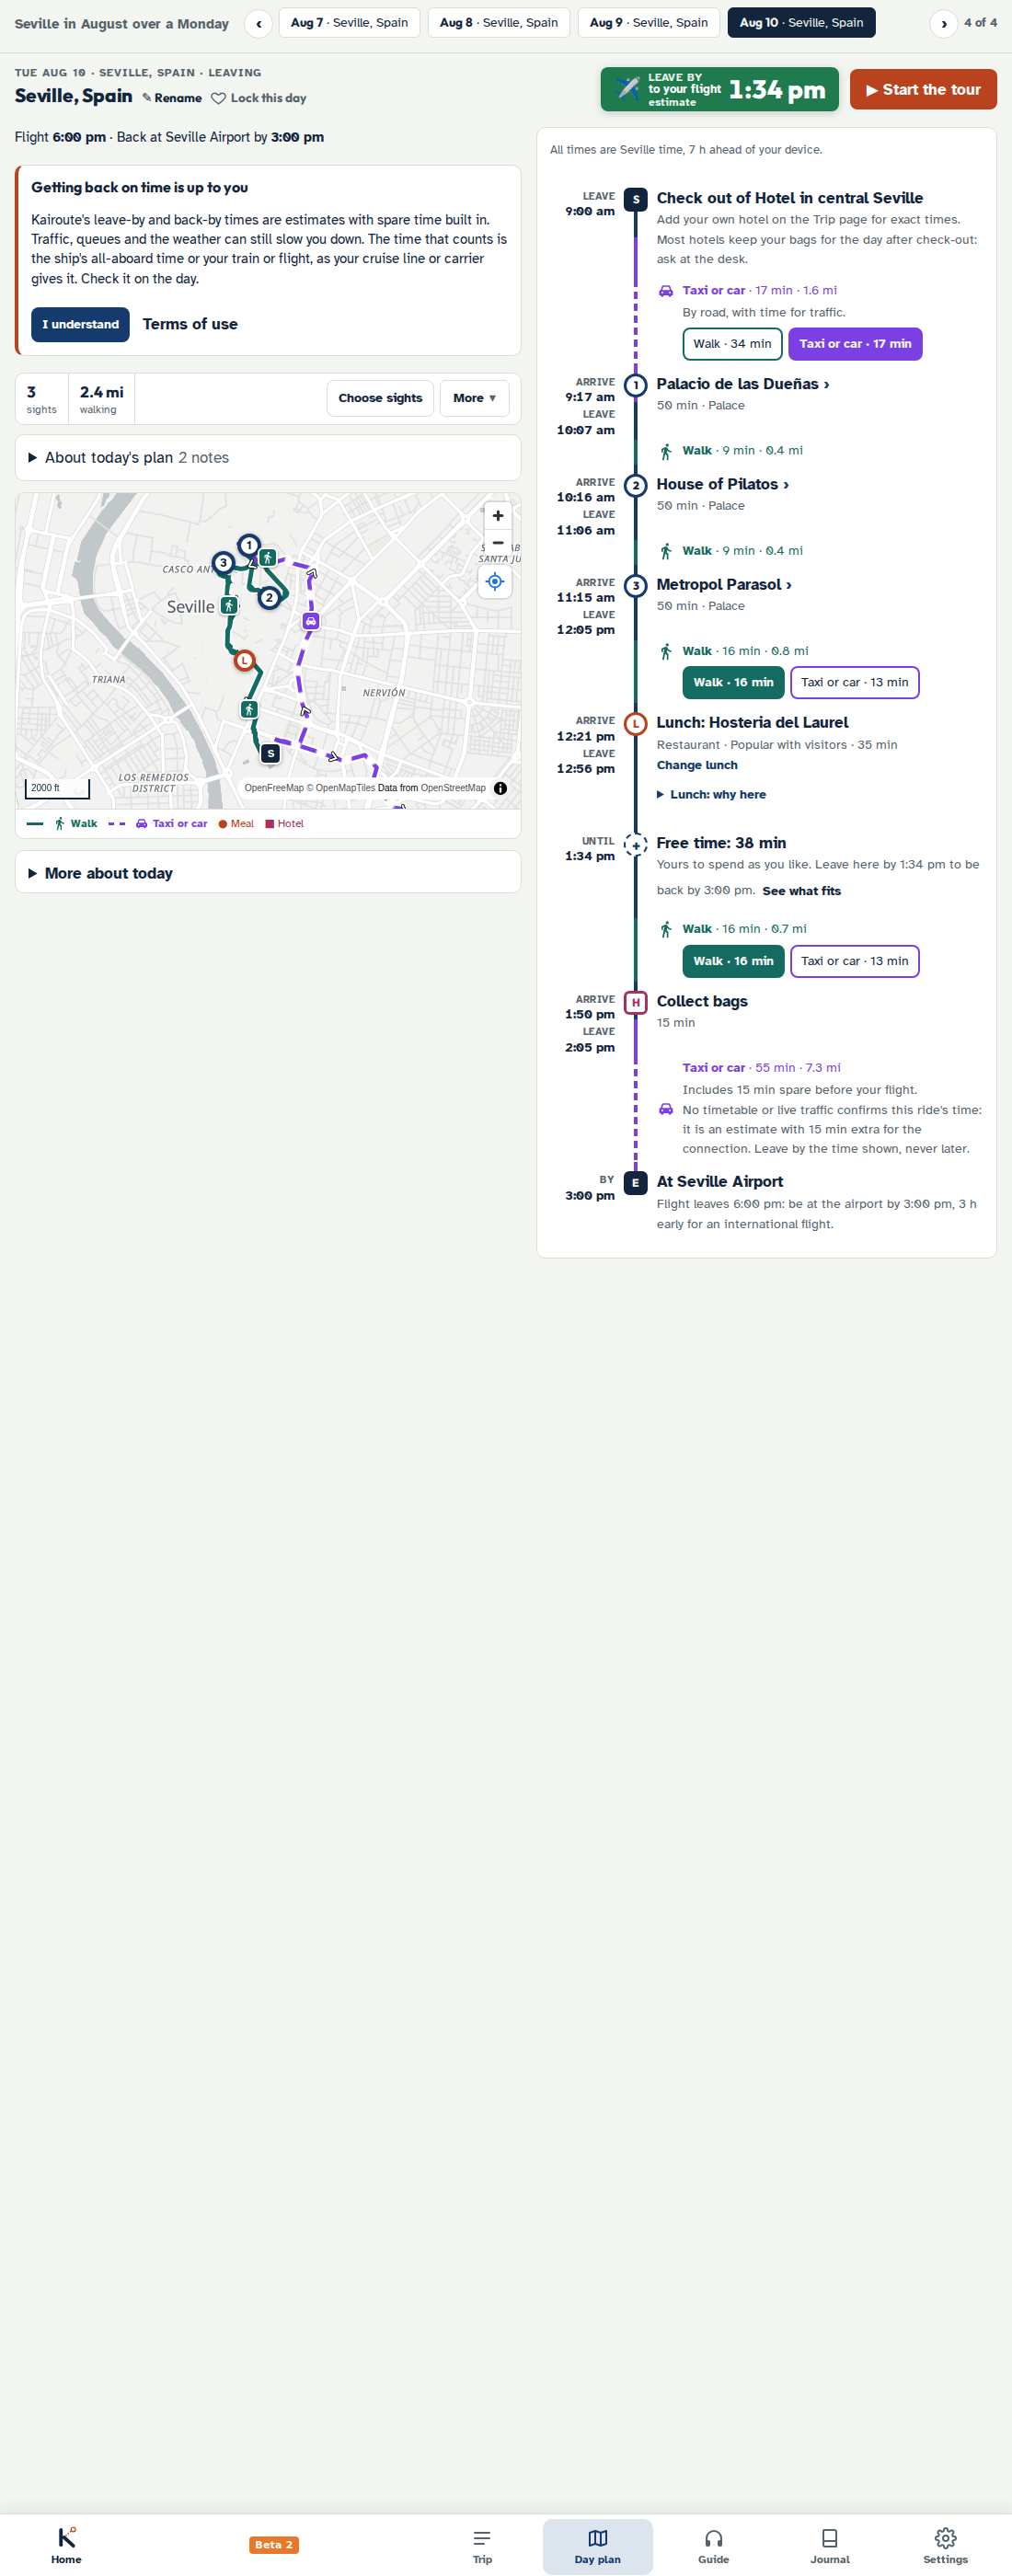 Seville in August over a Monday
‹
Aug 7 · Seville, Spain
Aug 8 · Seville, Spain
Aug 9 · Seville, Spain
Aug 10 · Seville, Spain
›
4 of 4
TUE AUG 10 · SEVILLE, SPAIN · LEAVING
Seville, Spain
✎ Rename
Lock this day
LEAVE BY
to your flight
estimate
1:34 pm
▶ Start the tour
Flight 6:00 pm · Back at Seville Airport by 3:00 pm
Getting back on time is up to you
Kairoute's leave-by and back-by times are estimates with spare time built in.
Traffic, queues and the weather can still slow you down. The time that counts is
the ship's all-aboard time or your train or flight, as your cruise line or carrier
gives it. Check it on the day.
I understand
Terms of use
3
sights
2.4 mi
walking
Choose sights
More ▼
▶ About today's plan 2 notes
CASCO ANT
Seville
TRIANA
NERVIÓN
LOS REMEDIOS
DISTRICT
SANTA JU
1
2
3
L
S
+
−
2000 ft
OpenFreeMap © OpenMapTiles Data from OpenStreetMap
Walk
Taxi or car
Meal
Hotel
▶ More about today
All times are Seville time, 7 h ahead of your device.
LEAVE
9:00 am
S
Check out of Hotel in central Seville
Add your own hotel on the Trip page for exact times.
Most hotels keep your bags for the day after check-out:
ask at the desk.
Taxi or car · 17 min · 1.6 mi
By road, with time for traffic.
Walk · 34 min
Taxi or car · 17 min
ARRIVE
9:17 am
LEAVE
10:07 am
1
Palacio de las Dueñas ›
50 min · Palace
Walk · 9 min · 0.4 mi
ARRIVE
10:16 am
LEAVE
11:06 am
2
House of Pilatos ›
50 min · Palace
Walk · 9 min · 0.4 mi
ARRIVE
11:15 am
LEAVE
12:05 pm
3
Metropol Parasol ›
50 min · Palace
Walk · 16 min · 0.8 mi
Walk · 16 min
Taxi or car · 13 min
ARRIVE
12:21 pm
LEAVE
12:56 pm
L
Lunch: Hosteria del Laurel
Restaurant · Popular with visitors · 35 min
Change lunch
▶ Lunch: why here
UNTIL
1:34 pm
+
Free time: 38 min
Yours to spend as you like. Leave here by 1:34 pm to be
back by 3:00 pm. See what fits
Walk · 16 min · 0.7 mi
Walk · 16 min
Taxi or car · 13 min
ARRIVE
1:50 pm
LEAVE
2:05 pm
H
Collect bags
15 min
Taxi or car · 55 min · 7.3 mi
Includes 15 min spare before your flight.
No timetable or live traffic confirms this ride's time:
it is an estimate with 15 min extra for the
connection. Leave by the time shown, never later.
BY
3:00 pm
E
At Seville Airport
Flight leaves 6:00 pm: be at the airport by 3:00 pm, 3 h
early for an international flight.
Home
Beta 2
Trip
Day plan
Guide
Journal
Settings